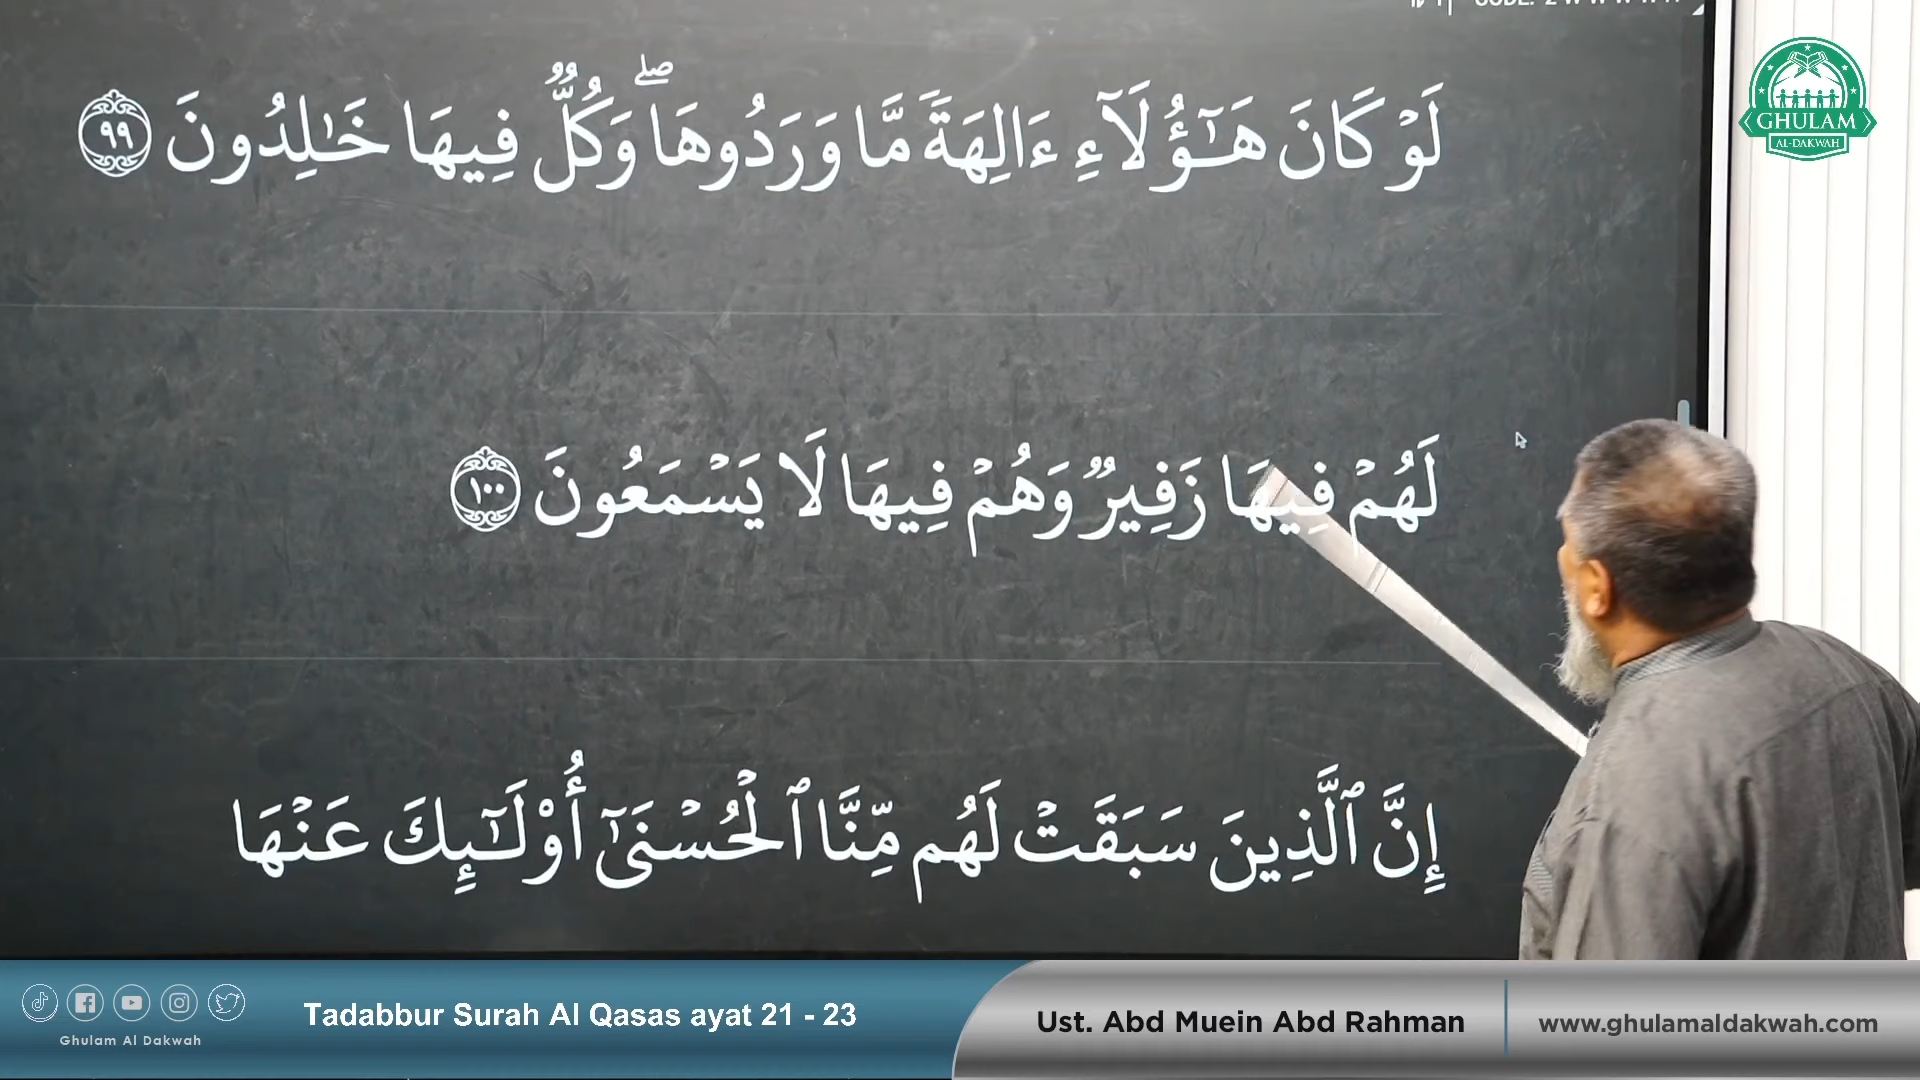 لَوْ كَانَ هَـٰٓؤُلَآءِ ءَالِهَةً مَّا وَرَدُوهَا ۖ وَكُلٌّ فِيهَا خَـٰلِدُونَ ٩٩
لَهُمْ فِيهَا زَفِيرٌ وَهُمْ فِيهَا لَا يَسْمَعُونَ ١٠٠
إِنَّ ٱلَّذِينَ سَبَقَتْ لَهُم مِّنَّا ٱلْحُسْنَىٰٓ أُو۟لَـٰٓئِكَ عَنْهَا
GHULAM
AL-DAKWAH
Ghulam Al Dakwah
Tadabbur Surah Al Qasas ayat 21 - 23
Ust. Abd Muein Abd Rahman
www.ghulamaldakwah.com